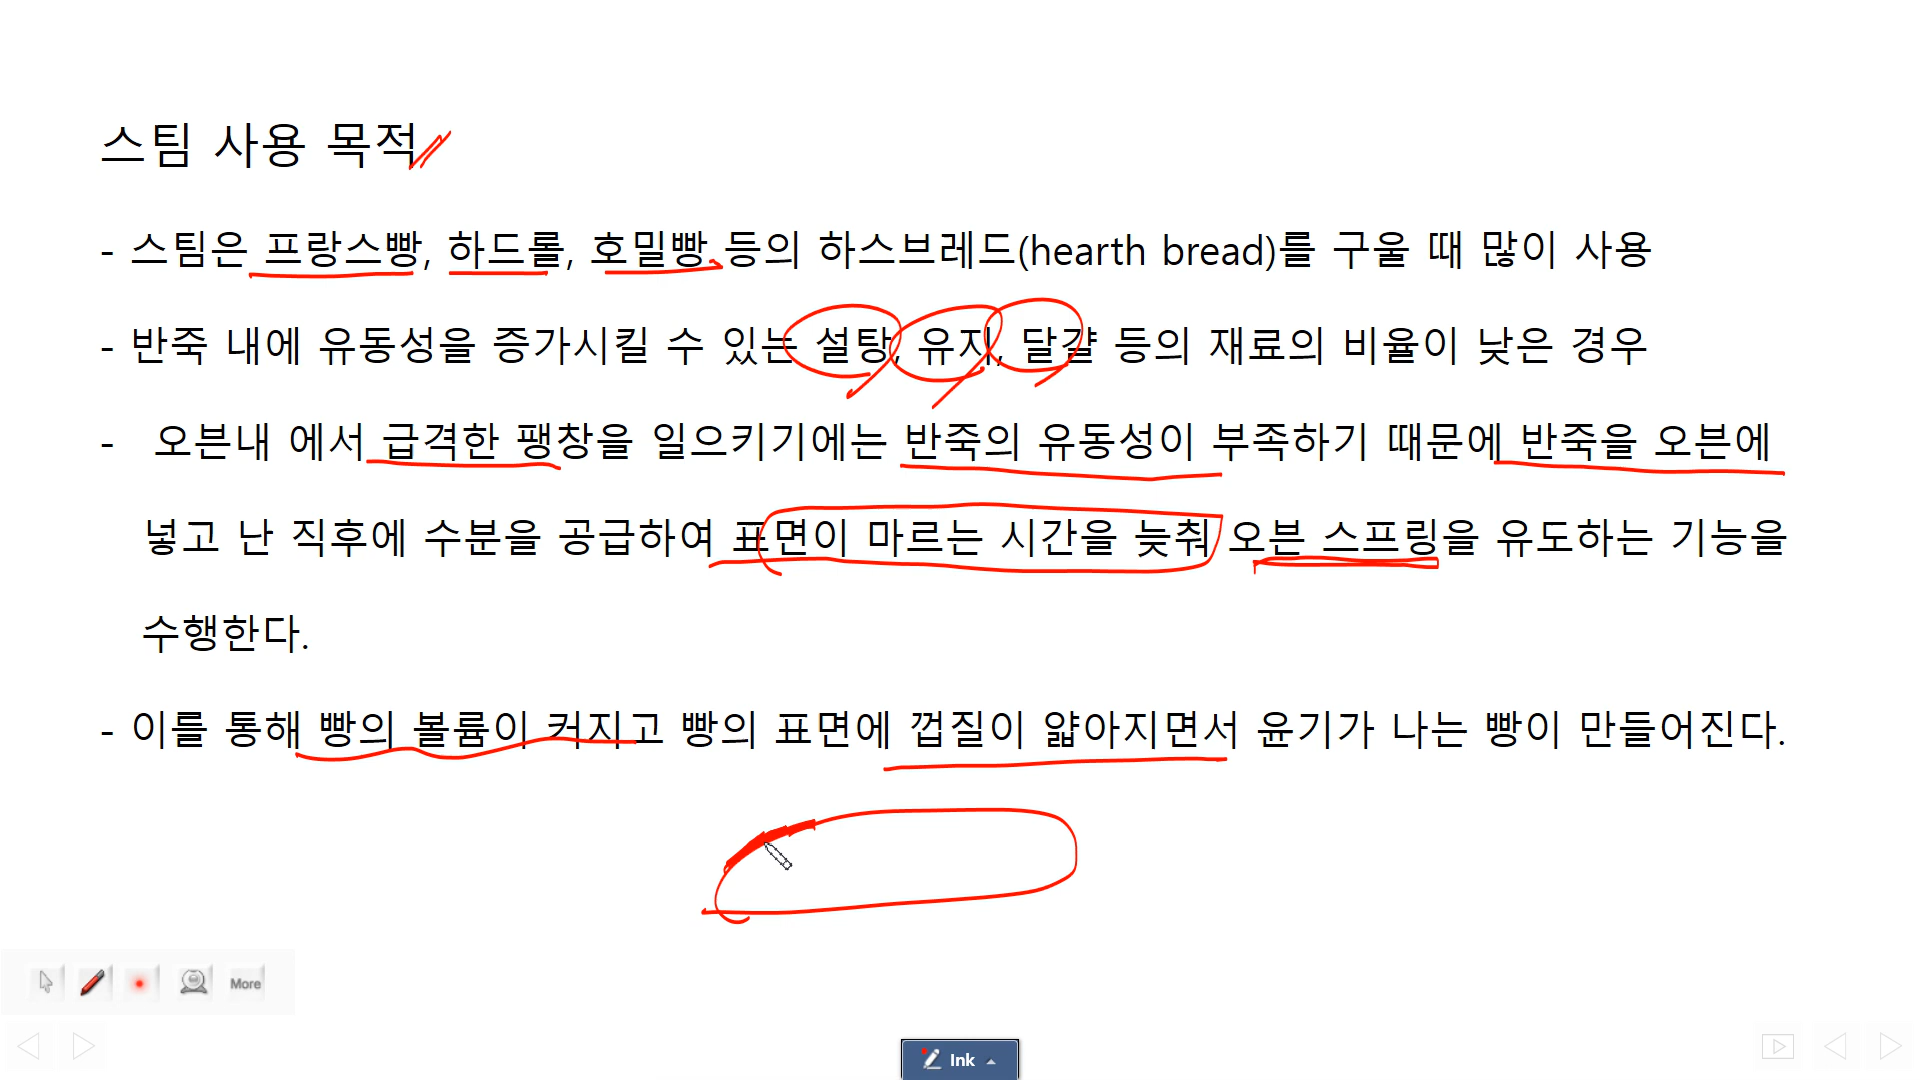 스팀 사용 목적
- 스팀은 프랑스빵, 하드롤, 호밀빵 등의 하스브레드(hearth bread)를 구울 때 많이 사용
- 반죽 내에 유동성을 증가시킬 수 있는 설탕, 유지, 달걀 등의 재료의 비율이 낮은 경우
- 오븐내 에서 급격한 팽창을 일으키기에는 반죽의 유동성이 부족하기 때문에 반죽을 오븐에
넣고 난 직후에 수분을 공급하여 표면이 마르는 시간을 늦춰 오븐 스프링을 유도하는 기능을
수행한다.
- 이를 통해 빵의 볼륨이 커지고 빵의 표면에 껍질이 얇아지면서 윤기가 나는 빵이 만들어진다.
More
Ink